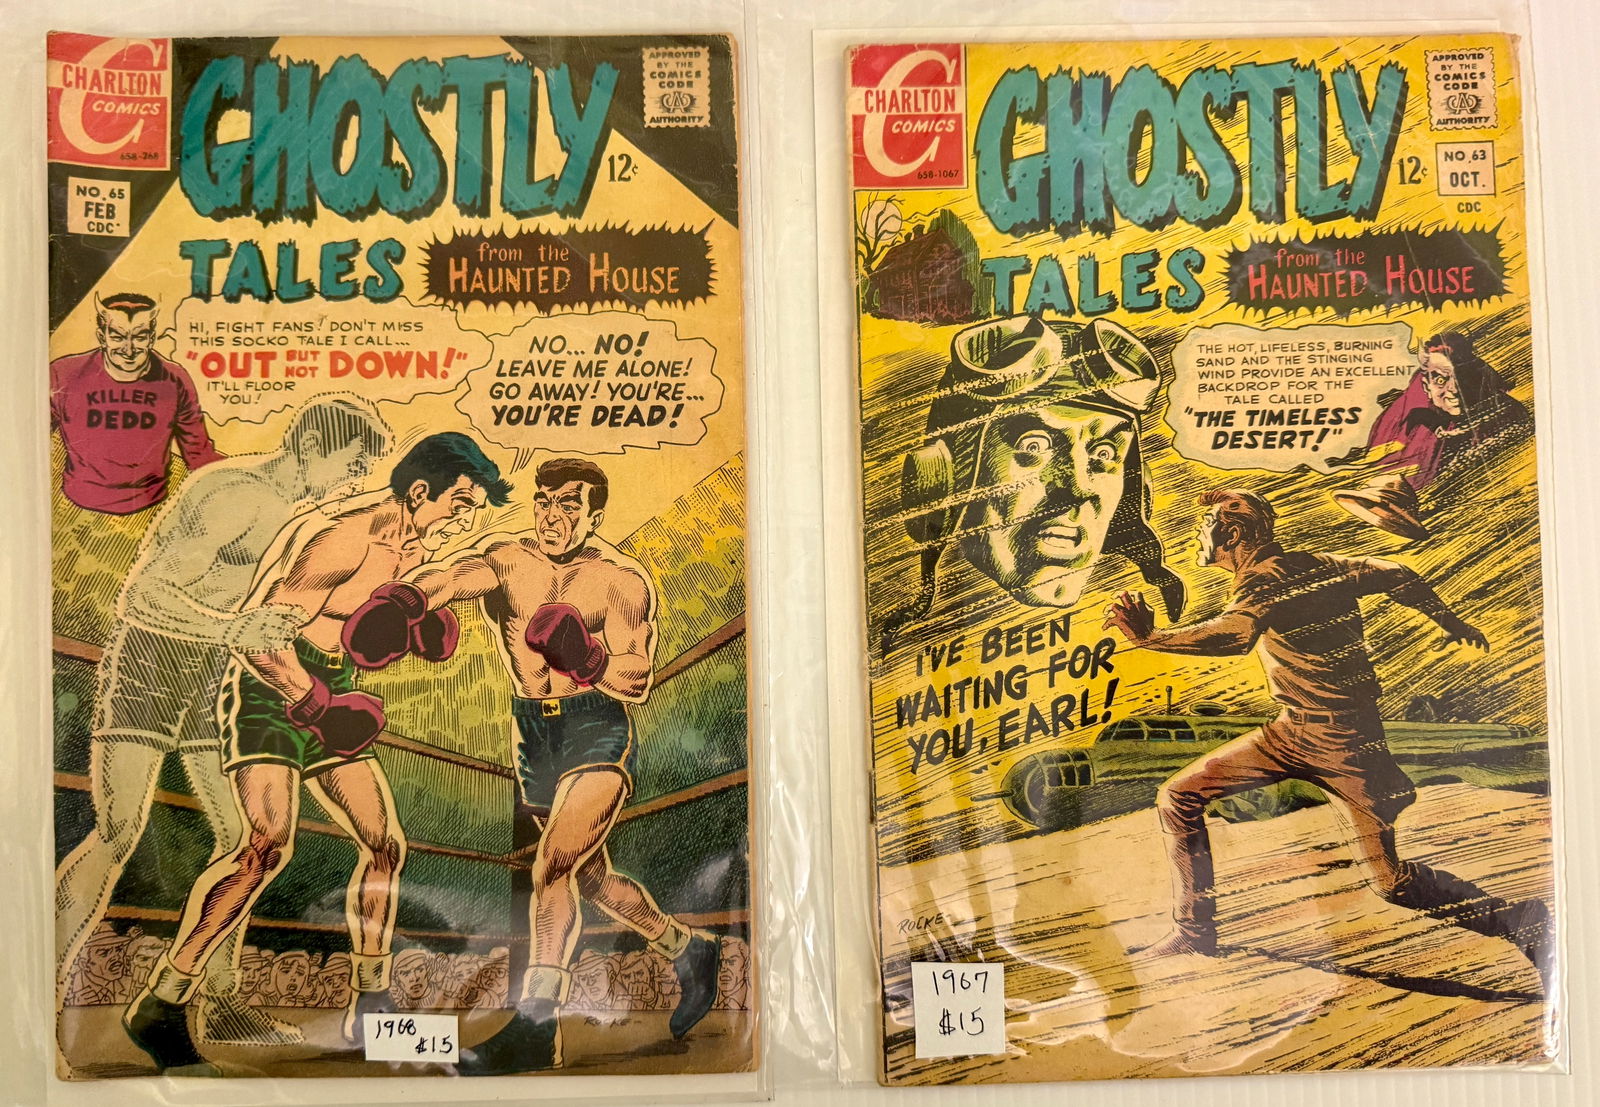 CHARLTON
COMICS
658-268
NO. 65
FEB
CDC
GHOSTLY
12¢
TALES
from the
HAUNTED HOUSE
APPROVED
BY THE
COMICS
CODE
AUTHORITY
HI, FIGHT FANS! DON'T MISS
THIS SOCKO TALE I CALL...
"OUT BUT NOT DOWN!"
IT'LL FLOOR
YOU!
NO... NO!
LEAVE ME ALONE!
GO AWAY! YOU'RE...
YOU'RE DEAD!
KILLER
DEDD
ROCKE-
1968
$15
CHARLTON
COMICS
658-1067
GHOSTLY
12¢
TALES
from the
HAUNTED HOUSE
APPROVED
BY THE
COMICS
CODE
CA
AUTHORITY
NO. 63
OCT.
CDC
THE HOT, LIFELESS, BURNING
SAND AND THE STINGING
WIND PROVIDE AN EXCELLENT
BACKDROP FOR THE
TALE CALLED
"THE TIMELESS
DESERT!"
I'VE BEEN
WAITING FOR
YOU, EARL!
ROCKE-
1967
$15